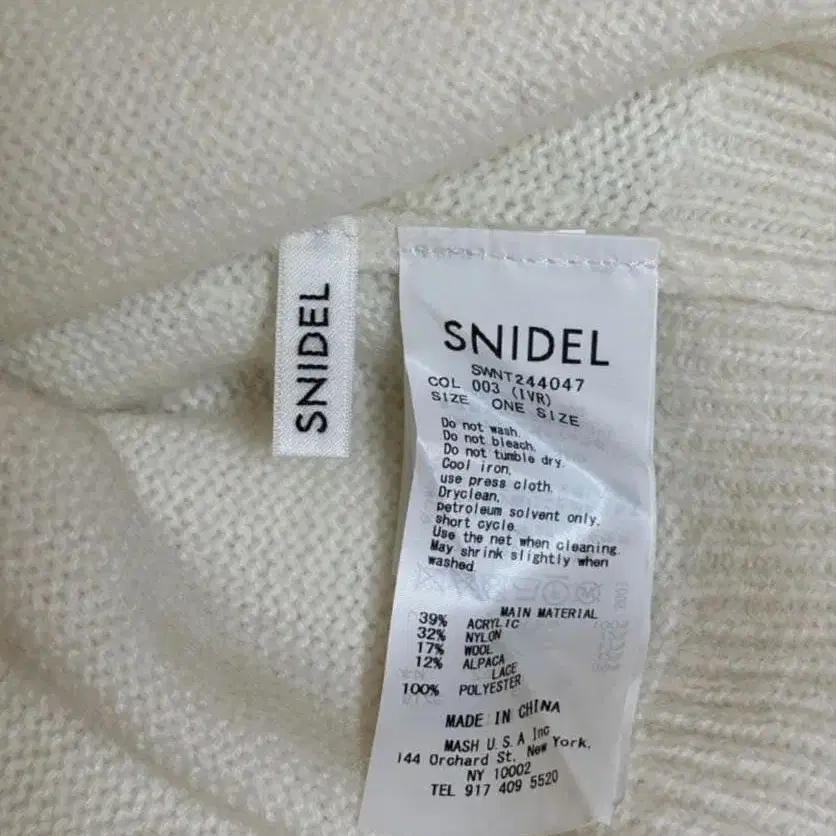 SNIDEL
SNIDEL
SWNT244047
COL 003 (IVR)
SIZE ONE SIZE
Do not wash.
Do not bleach.
Do not tumble dry.
Cool iron,
use press cloth.
Dryclean,
petroleum solvent only,
short cycle.
Use the net when cleaning.
May shrink slightly when
washed.
MAIN MATERIAL
39% ACRYLIC
32% NYLON
17% WOOL
12% ALPACA
LACE
100% POLYESTER
MADE IN CHINA
MASH U.S.A Inc
144 Orchard St, New York,
NY 10002
TEL 917 409 5520